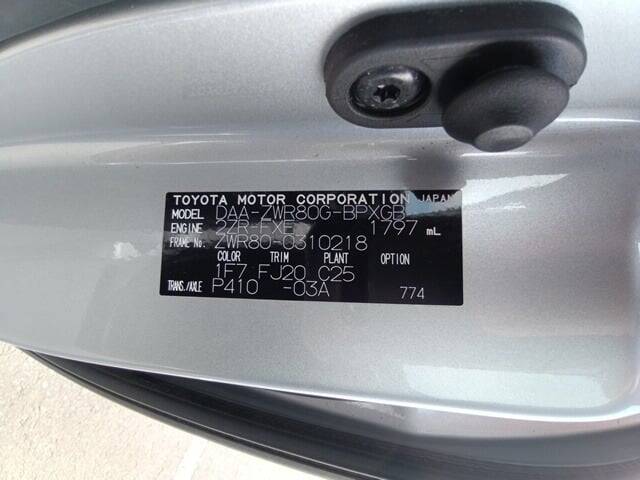 TOYOTA MOTOR CORPORATION JAPAN
MODEL DAA-ZWR80G-BPXGB
ENGINE 2ZR-FXE 1797 mL
FRAME No. ZWR80-0310218
COLOR TRIM PLANT OPTION
1F7 FJ20 C25
TRANS./AXLE P410 -03A 774